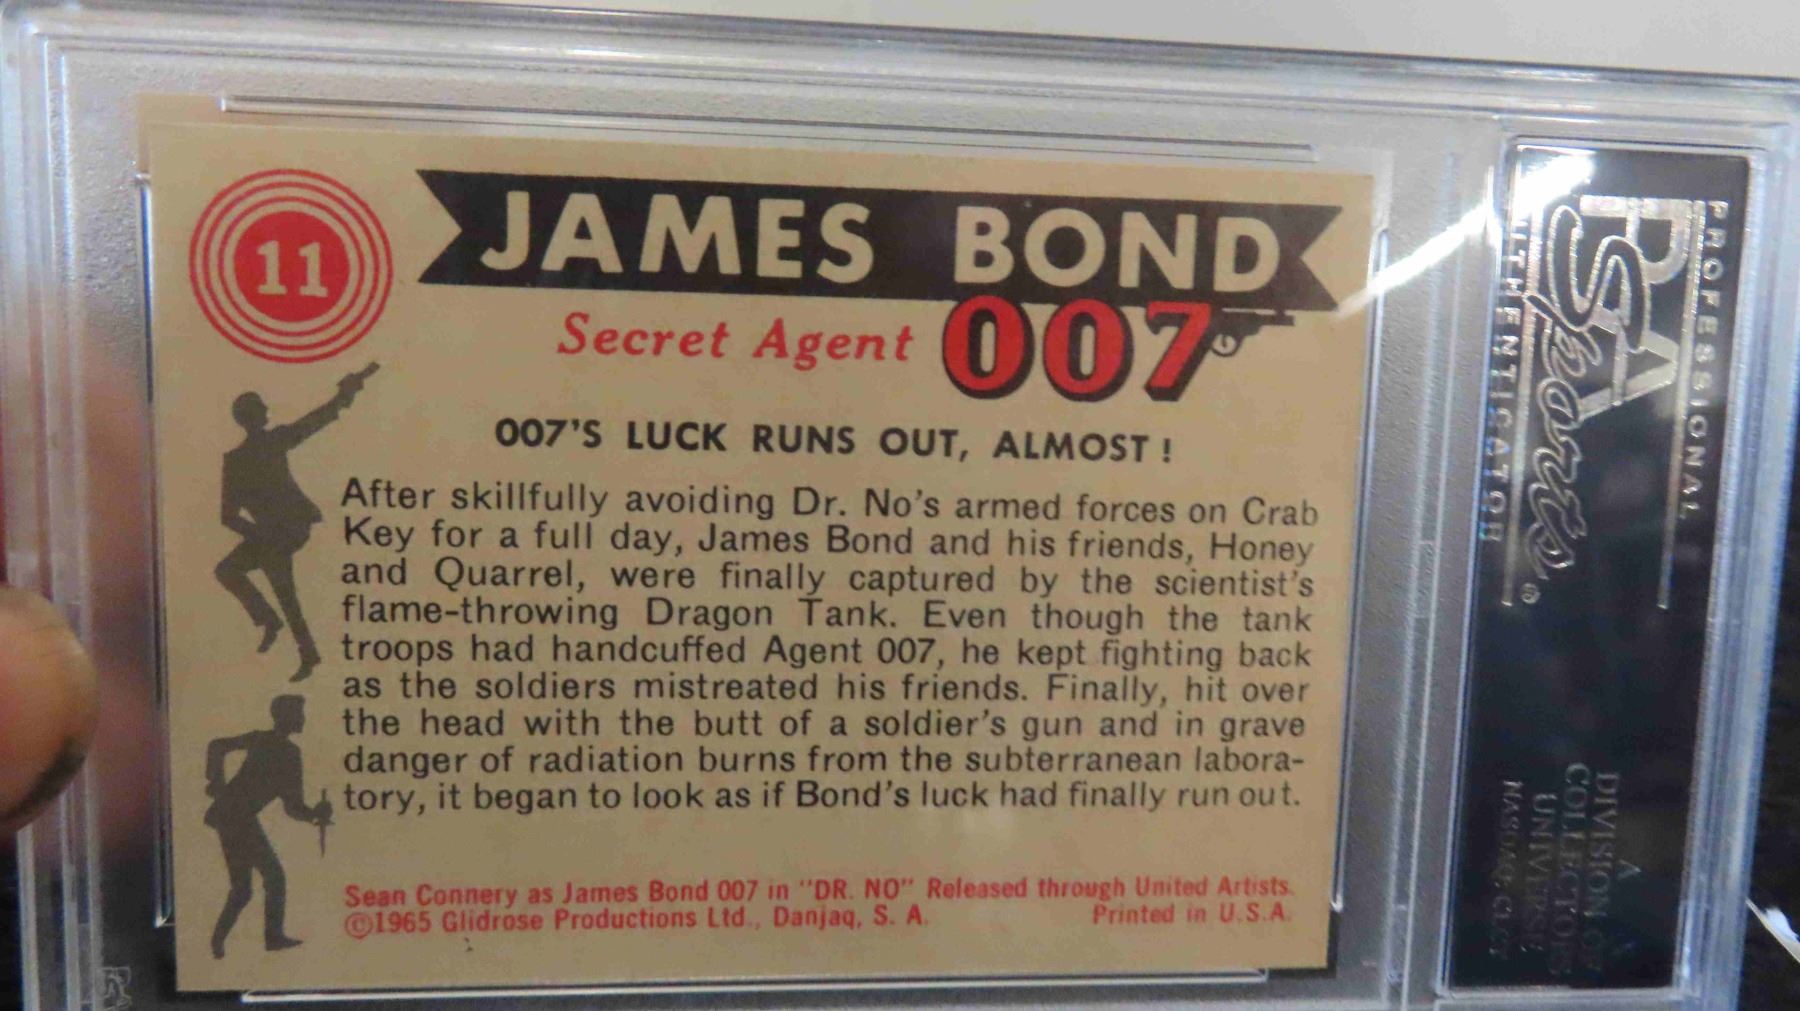 11
JAMES BOND
Secret Agent 007
007'S LUCK RUNS OUT, ALMOST!
After skillfully avoiding Dr. No's armed forces on Crab
Key for a full day, James Bond and his friends, Honey
and Quarrel, were finally captured by the scientist's
flame-throwing Dragon Tank. Even though the tank
troops had handcuffed Agent 007, he kept fighting back
as the soldiers mistreated his friends. Finally, hit over
the head with the butt of a soldier's gun and in grave
danger of radiation burns from the subterranean labora-
tory, it began to look as if Bond's luck had finally run out.
Sean Connery as James Bond 007 in "DR. NO" Released through United Artists.
©1965 Glidrose Productions Ltd., Danjaq, S. A. Printed in U.S.A.
PROFESSIONAL
PSA
Sports®
AUTHENTICATOR
A
DIVISION OF
COLLECTORS
UNIVERSE
NASDAQ: CLCT